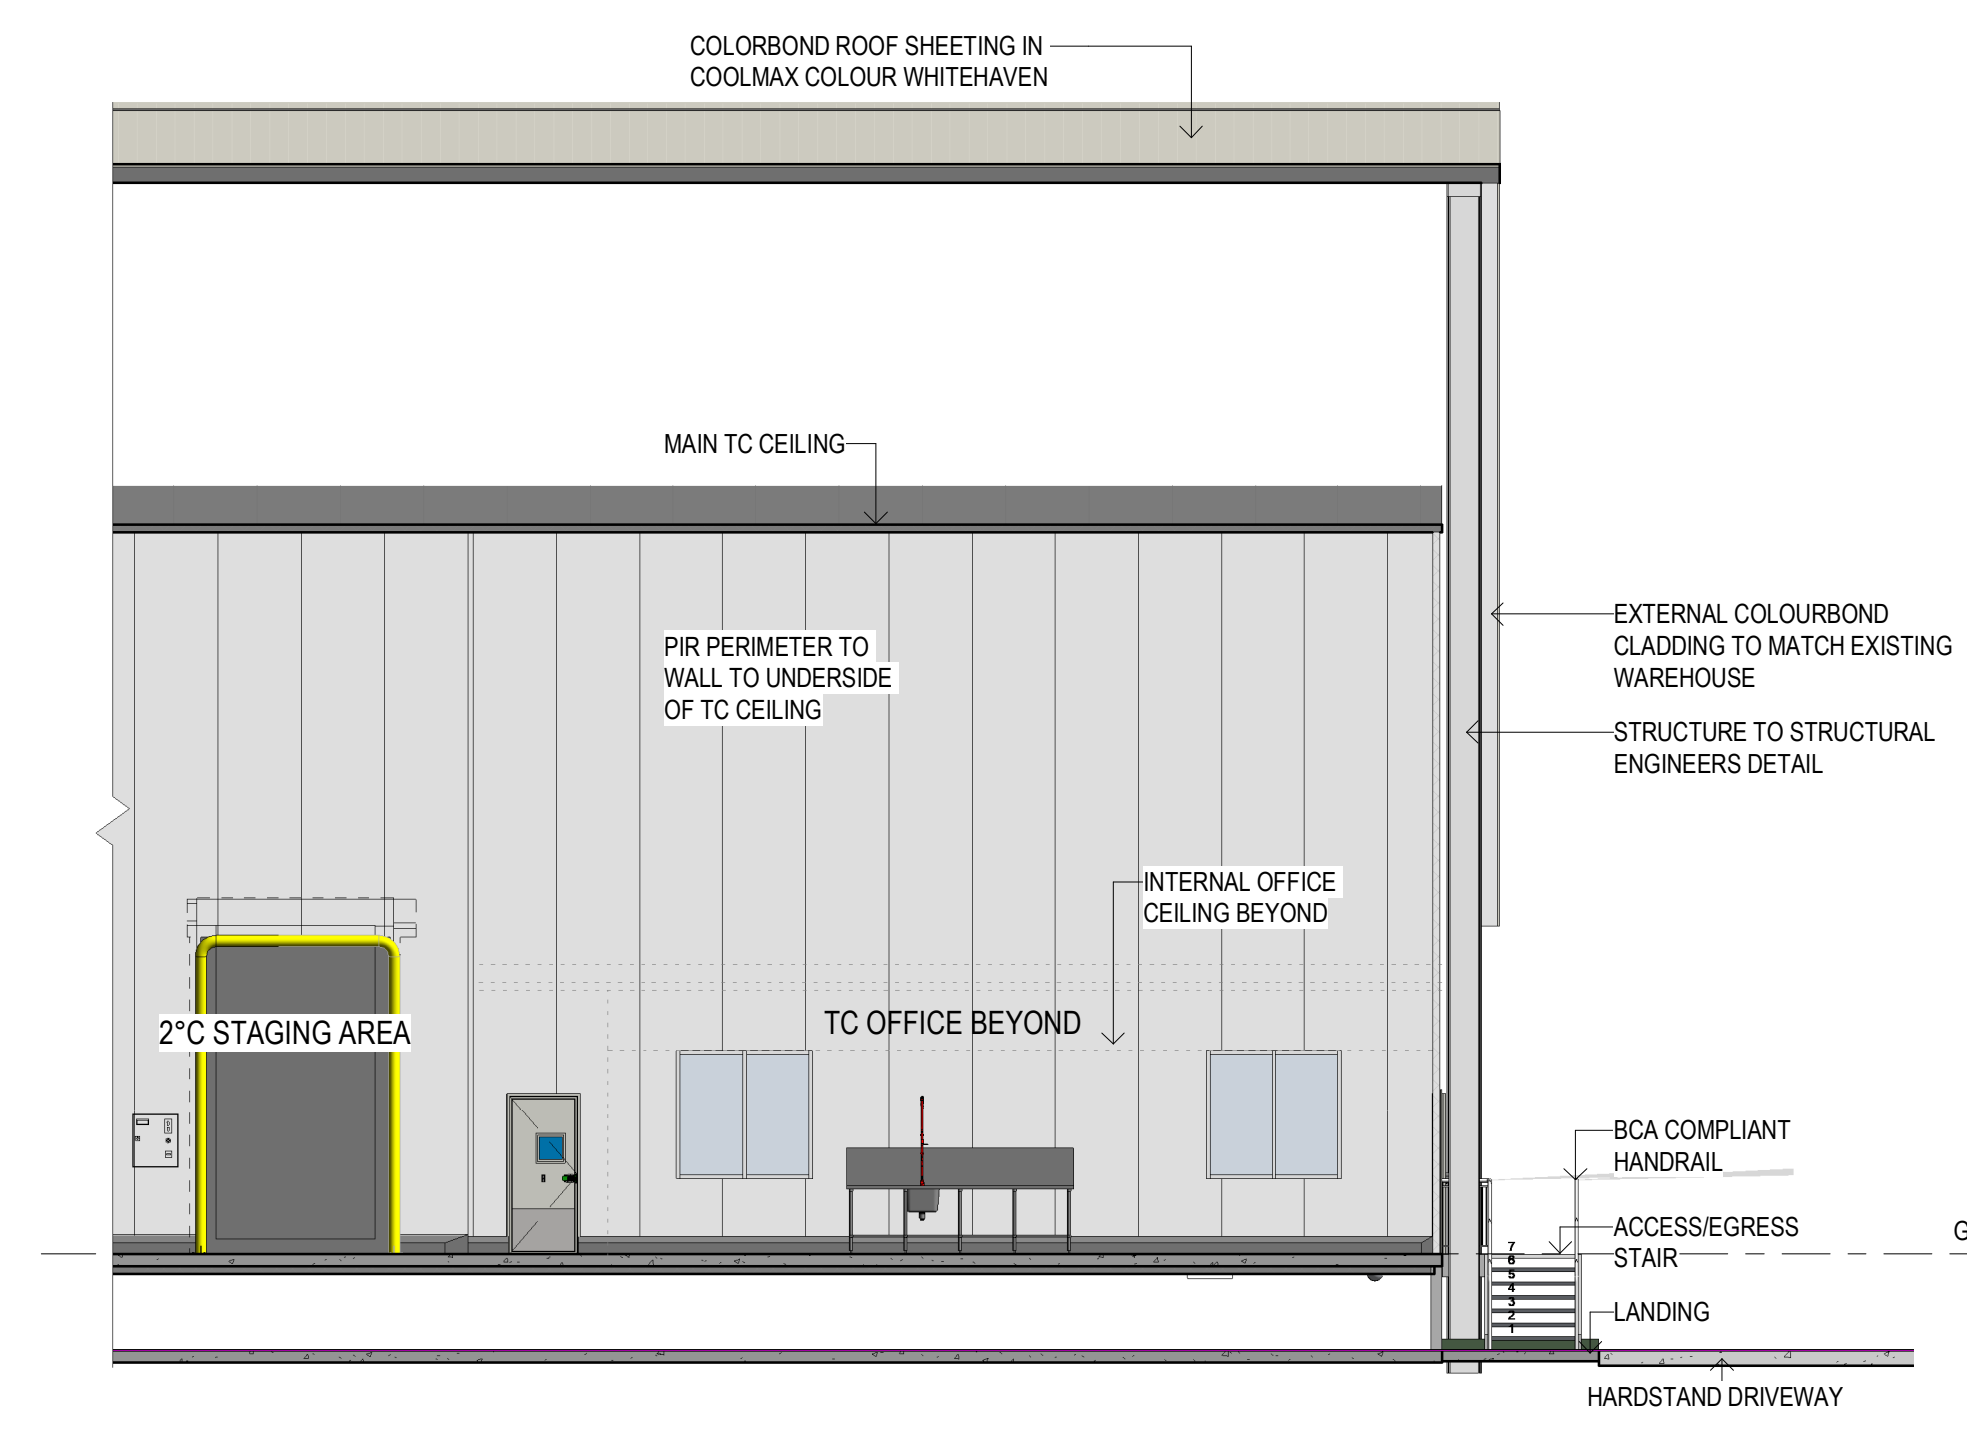 COLORBOND ROOF SHEETING IN
COOLMAX COLOUR WHITEHAVEN
MAIN TC CEILING
PIR PERIMETER TO
WALL TO UNDERSIDE
OF TC CEILING
EXTERNAL COLOURBOND
CLADDING TO MATCH EXISTING
WAREHOUSE
STRUCTURE TO STRUCTURAL
ENGINEERS DETAIL
INTERNAL OFFICE
CEILING BEYOND
2°C STAGING AREA
TC OFFICE BEYOND
BCA COMPLIANT
HANDRAIL
ACCESS/EGRESS
STAIR
G
7
6
5
4
3
2
1
LANDING
HARDSTAND DRIVEWAY